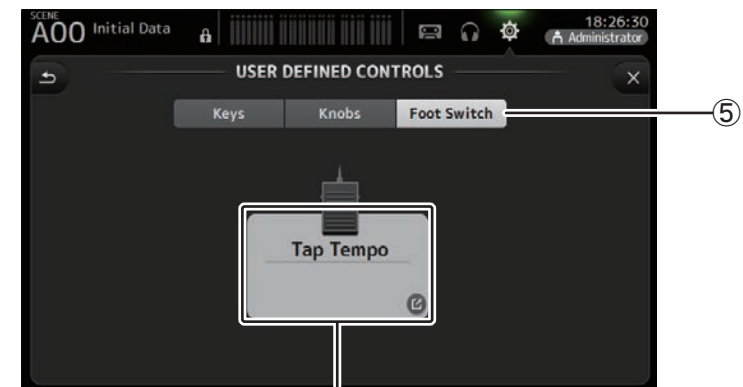 SCENE
A00 Initial Data
18:26:30
Administrator
USER DEFINED CONTROLS
Keys Knobs Foot Switch
⑤
Tap Tempo